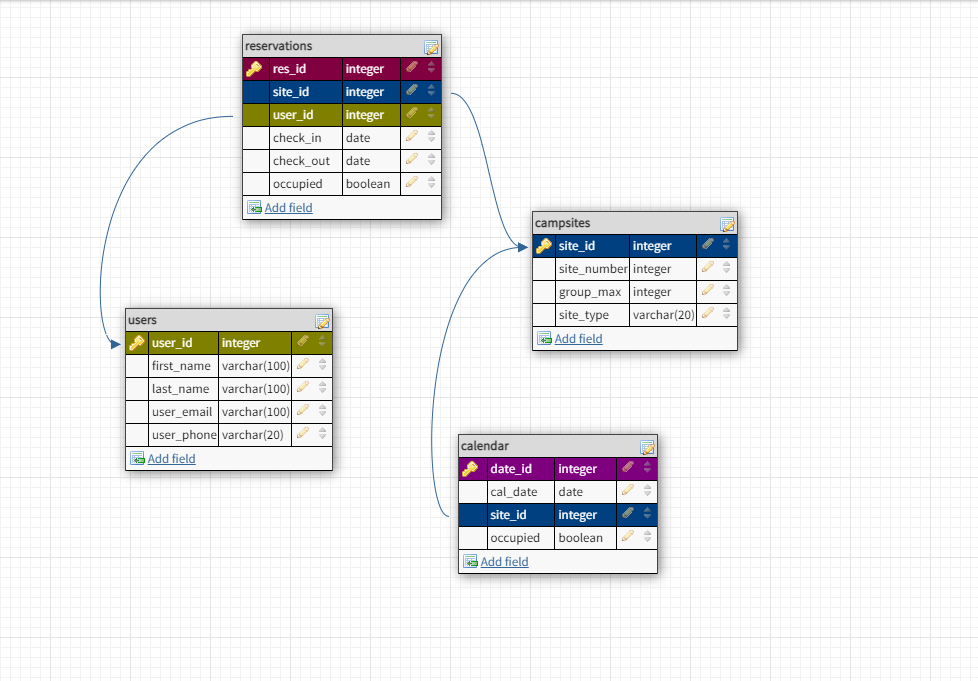 reservations
res_id integer
site_id integer
user_id integer
check_in date
check_out date
occupied boolean
Add field
campsites
site_id integer
site_number integer
group_max integer
site_type varchar(20)
Add field
users
user_id integer
first_name varchar(100)
last_name varchar(100)
user_email varchar(100)
user_phone varchar(20)
Add field
calendar
date_id integer
cal_date date
site_id integer
occupied boolean
Add field